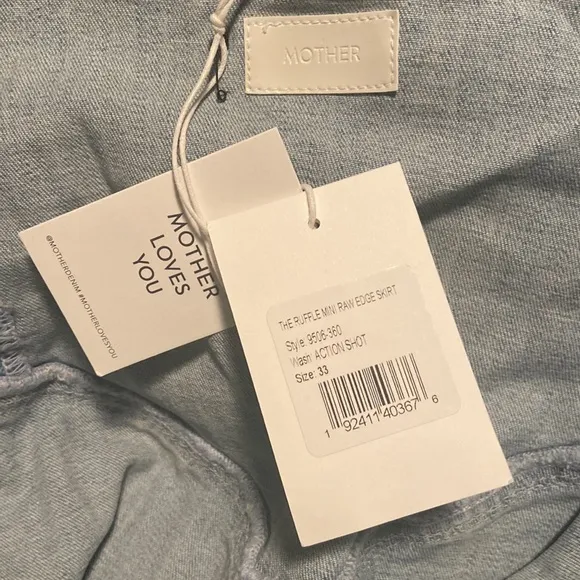 MOTHER
MOTHER
LOVES
YOU
@MOTHERDENIM #MOTHERLOVESYOU
THE RUFFLE MINI RAW EDGE SKIRT
Style: 9506-360
Wash: ACTION SHOT
Size: 33
1 92411 40367 6